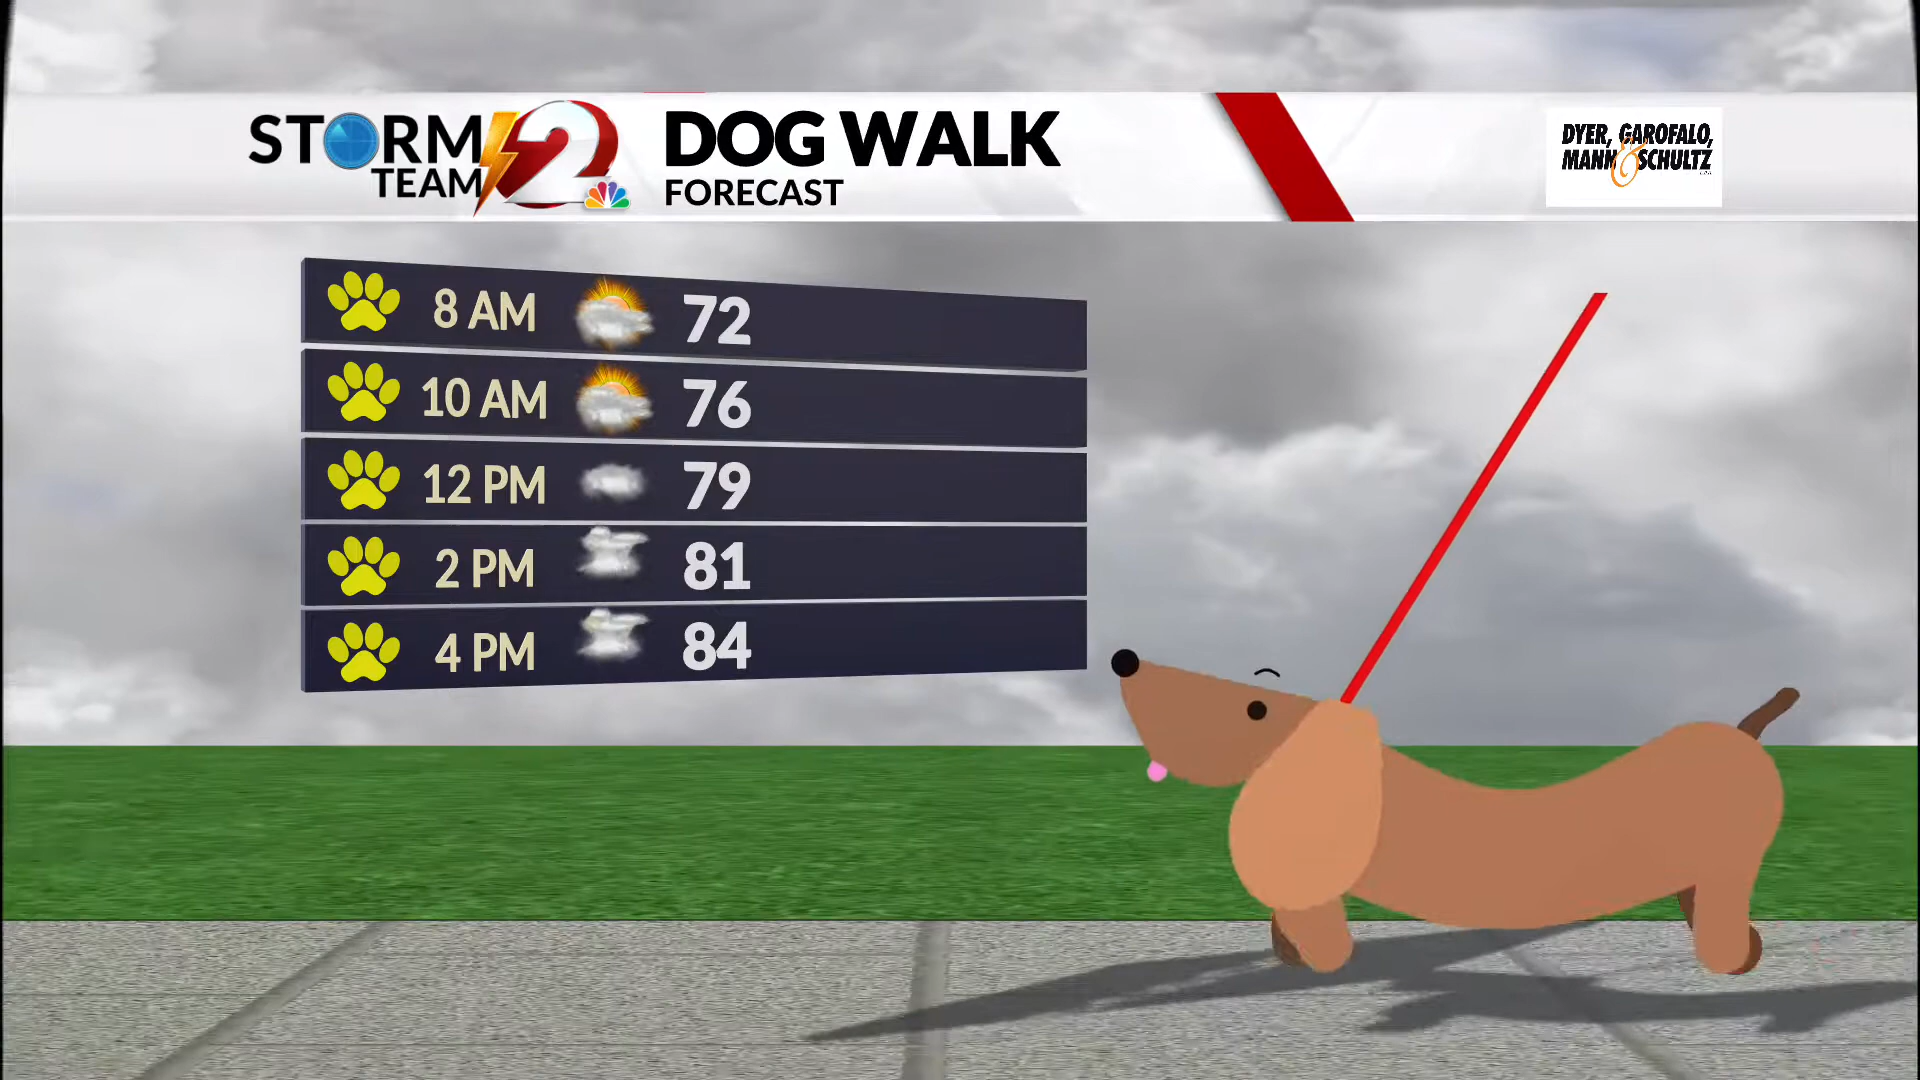 STORM
TEAM
2
DOG WALK
FORECAST
DYER, GAROFALO,
MANN & SCHULTZ
8 AM 72
10 AM 76
12 PM 79
2 PM 81
4 PM 84